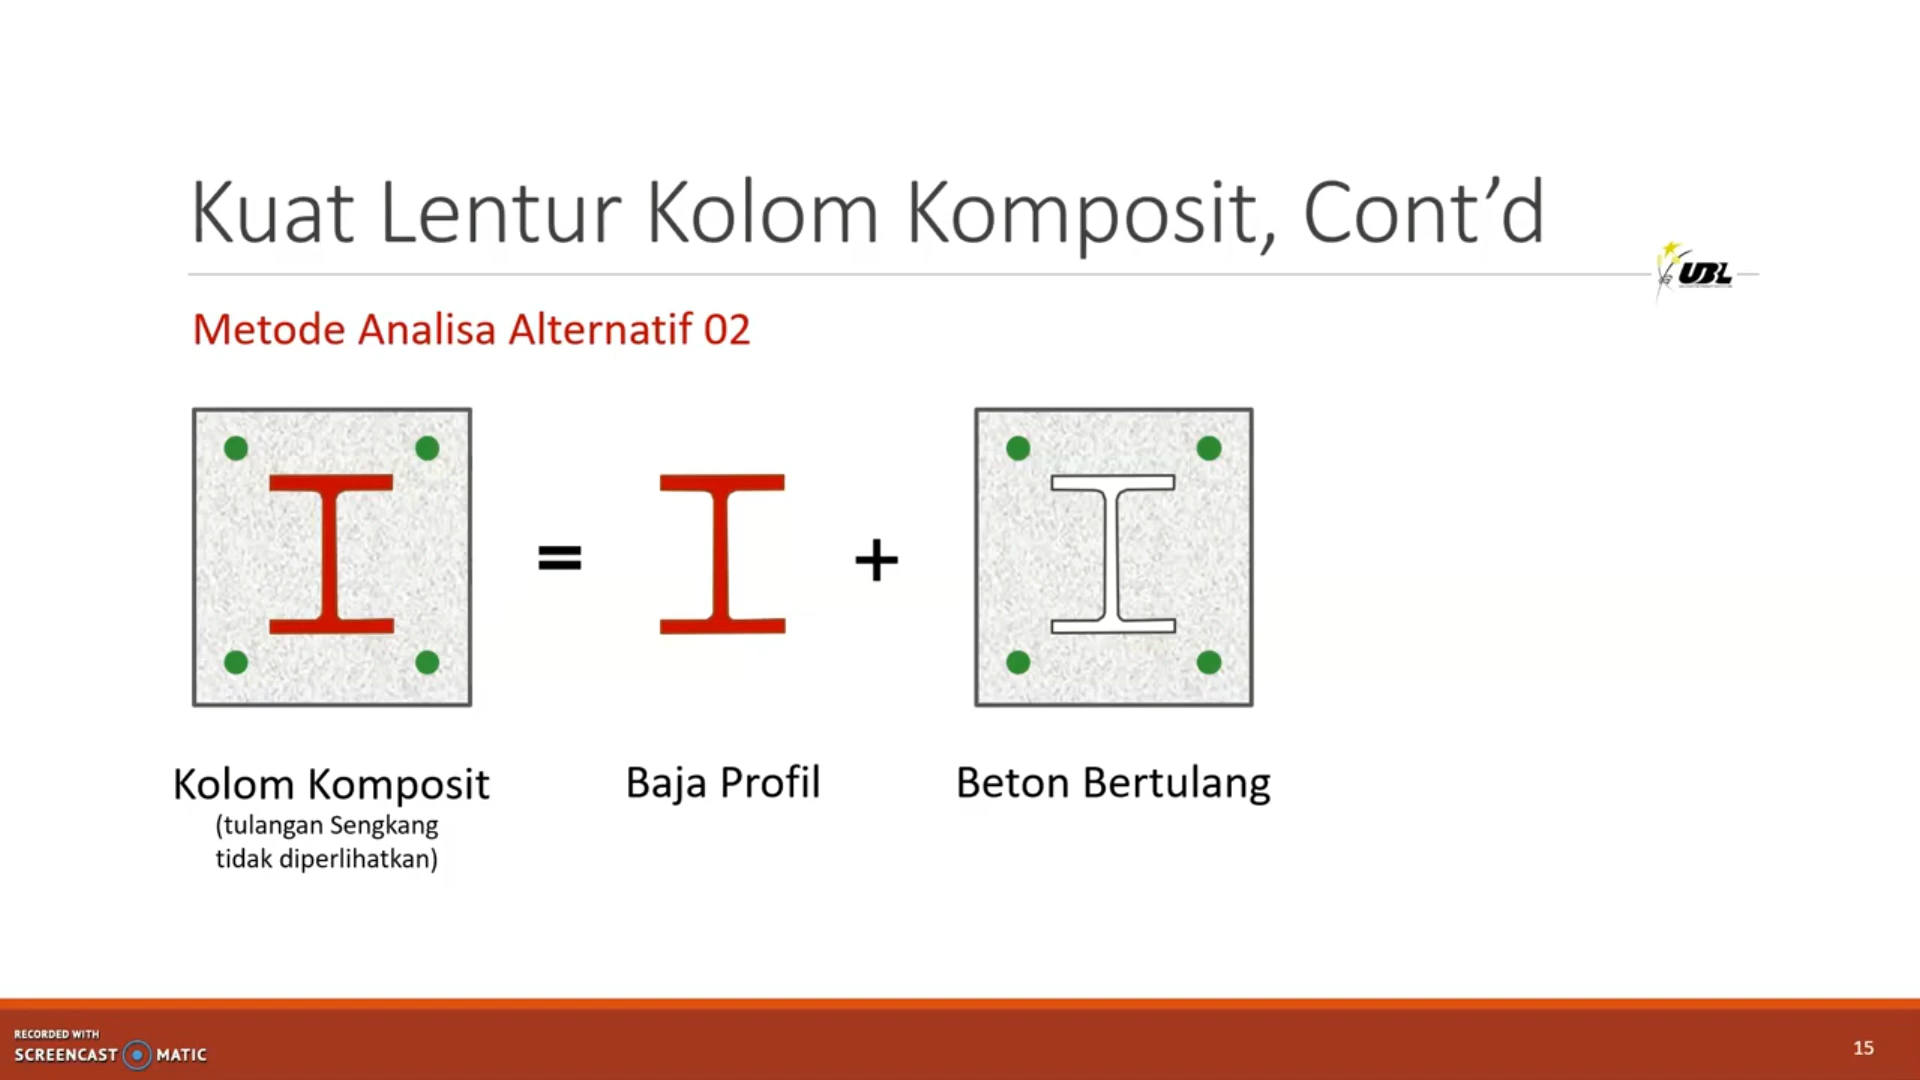 Kuat Lentur Kolom Komposit, Cont’d
UBL
Metode Analisa Alternatif 02
=
+
Kolom Komposit
(tulangan Sengkang
tidak diperlihatkan)
Baja Profil
Beton Bertulang
RECORDED WITH
SCREENCAST MATIC
15